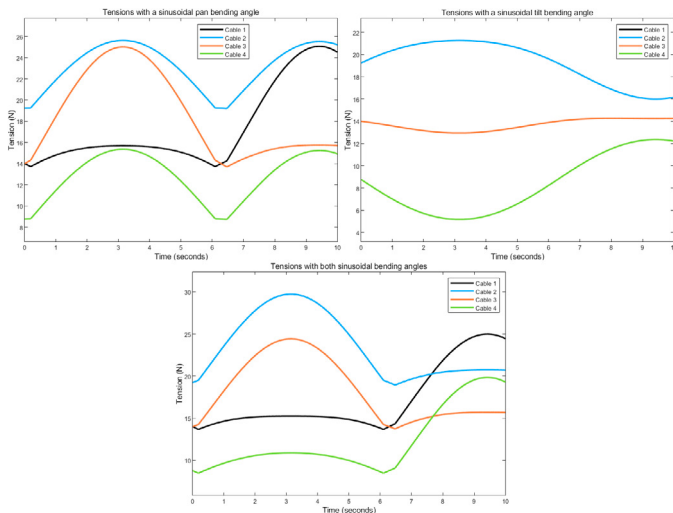 Tensions with a sinusoidal pan bending angle
Tension (N)
26
24
22
20
18
16
14
12
10
8
0 1 2 3 4 5 6 7 8 9 10
Time (seconds)
Cable 1
Cable 2
Cable 3
Cable 4
Tensions with a sinusoidal tilt bending angle
Tension (N)
22
20
18
16
14
12
10
8
6
4
0 1 2 3 4 5 6 7 8 9 10
Time (seconds)
Cable 1
Cable 2
Cable 3
Cable 4
Tensions with both sinusoidal bending angles
Tension (N)
30
25
20
15
10
0 1 2 3 4 5 6 7 8 9 10
Time (seconds)
Cable 1
Cable 2
Cable 3
Cable 4